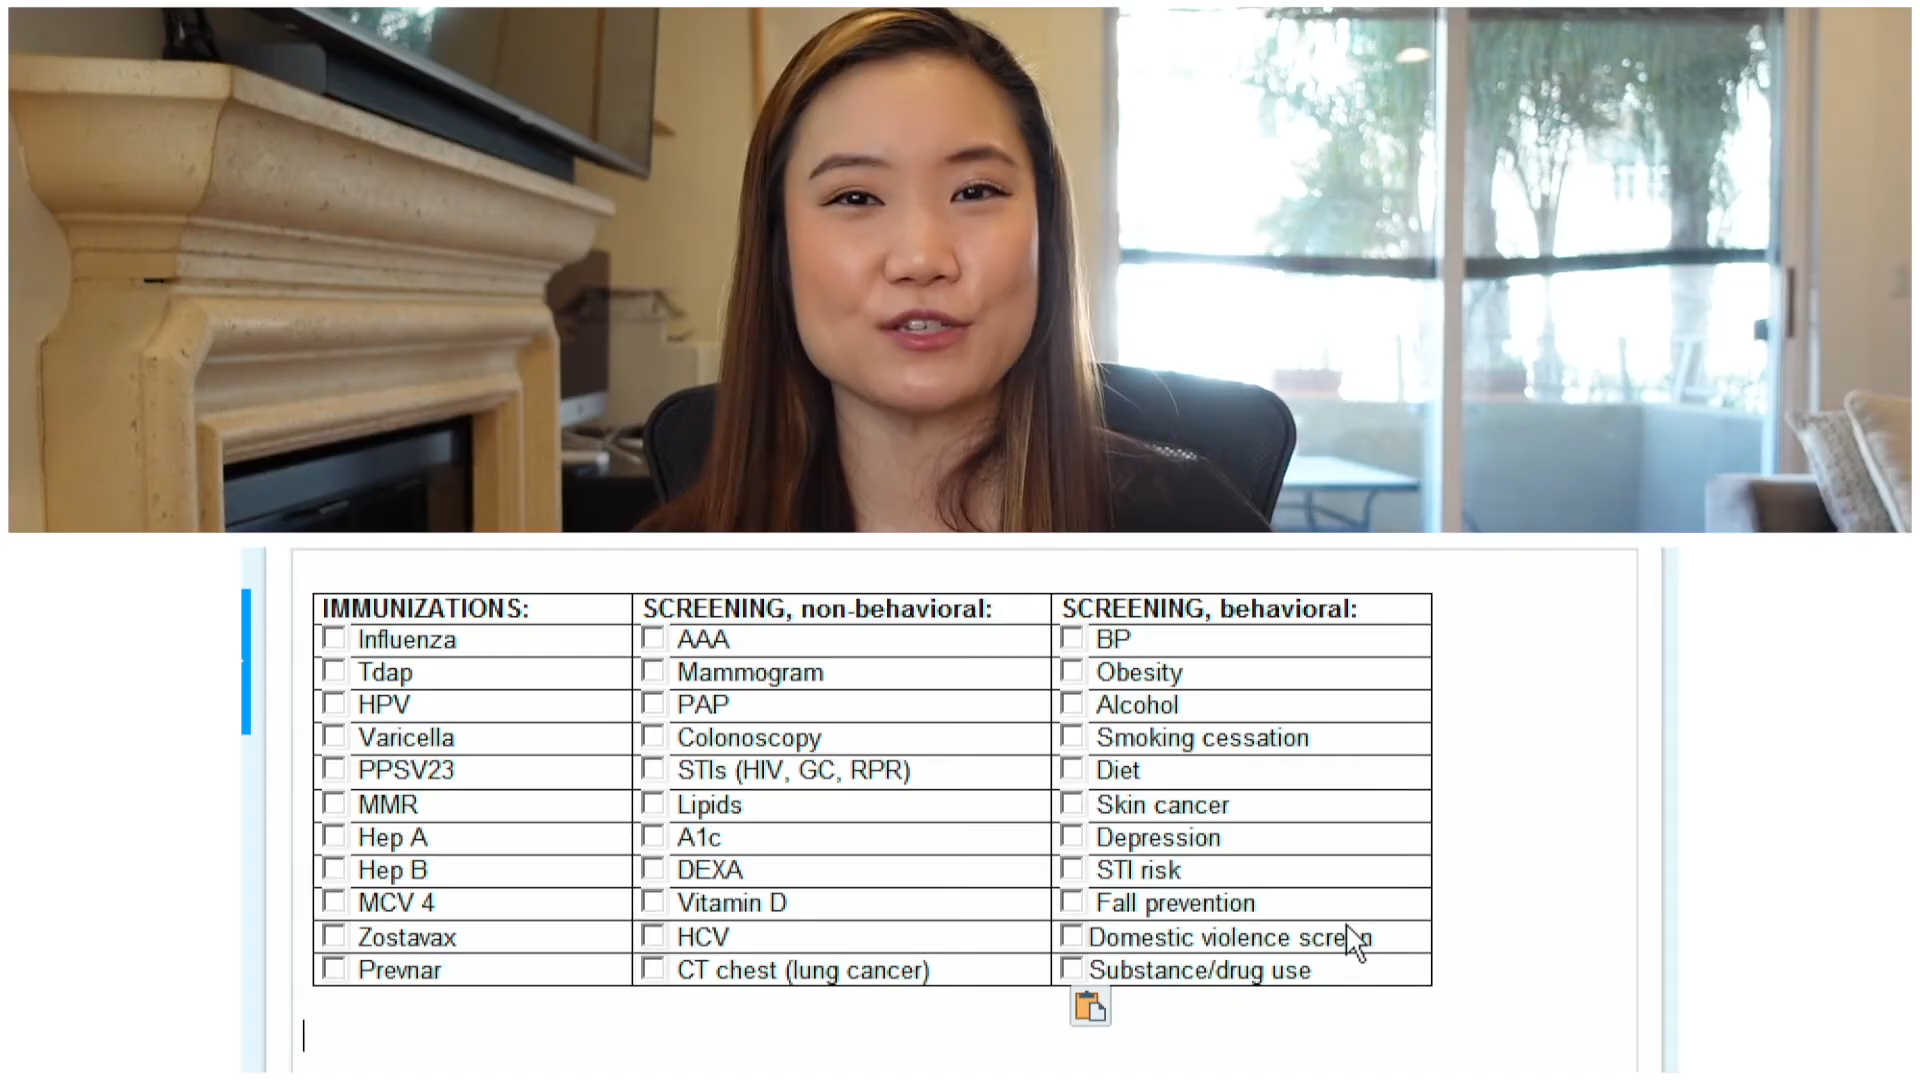 IMMUNIZATIONS: SCREENING, non-behavioral: SCREENING, behavioral:
Influenza AAA BP
Tdap Mammogram Obesity
HPV PAP Alcohol
Varicella Colonoscopy Smoking cessation
PPSV23 STIs (HIV, GC, RPR) Diet
MMR Lipids Skin cancer
Hep A A1c Depression
Hep B DEXA STI risk
MCV 4 Vitamin D Fall prevention
Zostavax HCV Domestic violence screen
Prevnar CT chest (lung cancer) Substance/drug use